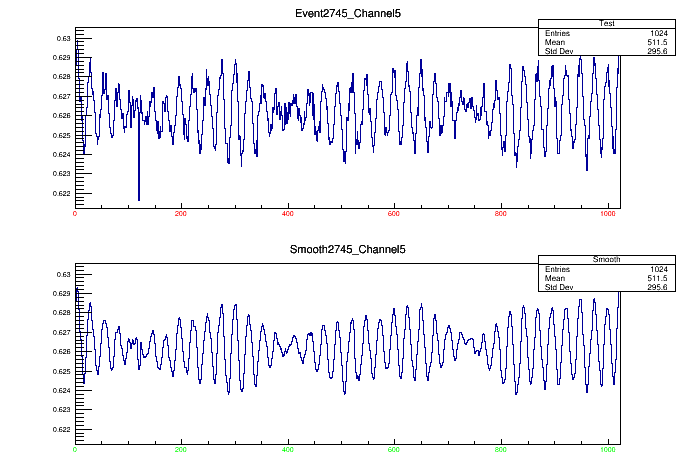 Event2745_Channel5
Test
Entries 1024
Mean 511.5
Std Dev 295.6
0.63
0.629
0.628
0.627
0.626
0.625
0.624
0.623
0.622
0 200 400 600 800 1000
Smooth2745_Channel5
Smooth
Entries 1024
Mean 511.5
Std Dev 295.6
0.63
0.629
0.628
0.627
0.626
0.625
0.624
0.623
0.622
0 200 400 600 800 1000